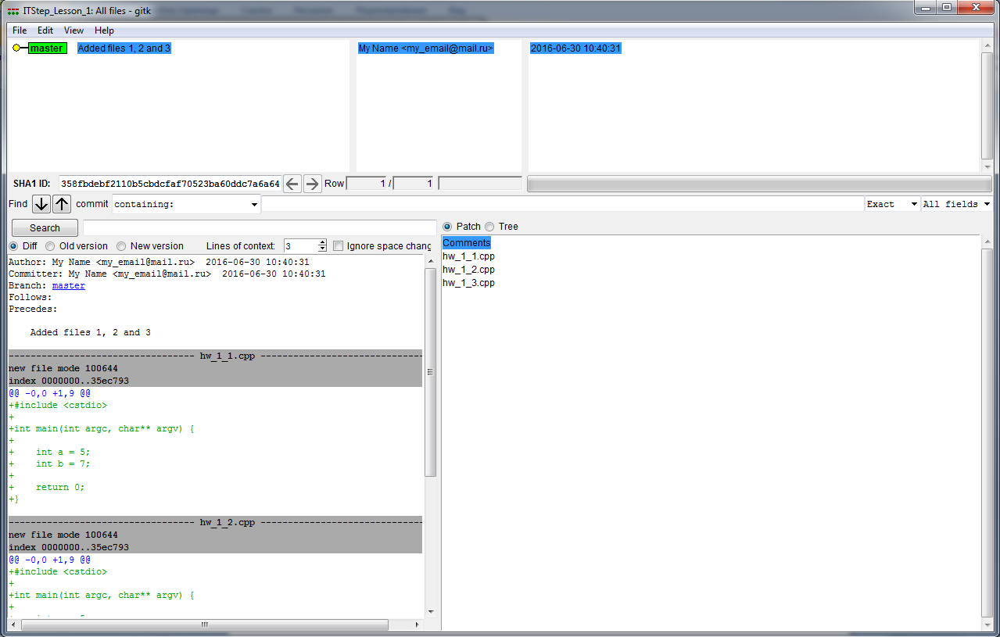 ITStep_Lesson_1: All files - gitk
File Edit View Help
master Added files 1, 2 and 3 My Name <my_email@mail.ru> 2016-06-30 10:40:31
SHA1 ID: 358fbdebf2110b5cbdcfaf70523ba60ddc7a6a64 Row 1 / 1
Find commit containing: Exact All fields
Search
Patch Tree
Diff Old version New version Lines of context: 3 Ignore space chang
Comments
hw_1_1.cpp
hw_1_2.cpp
hw_1_3.cpp
Author: My Name <my_email@mail.ru>  2016-06-30 10:40:31
Committer: My Name <my_email@mail.ru>  2016-06-30 10:40:31
Branch: master
Follows:
Precedes:
Added files 1, 2 and 3
---------------------------------- hw_1_1.cpp ------------------------------
new file mode 100644
index 0000000..35ec793
@@ -0,0 +1,9 @@
+#include <cstdio>
+
+int main(int argc, char** argv) {
+
+    int a = 5;
+    int b = 7;
+
+    return 0;
+}
---------------------------------- hw_1_2.cpp ------------------------------
new file mode 100644
index 0000000..35ec793
@@ -0,0 +1,9 @@
+#include <cstdio>
+
+int main(int argc, char** argv) {
+